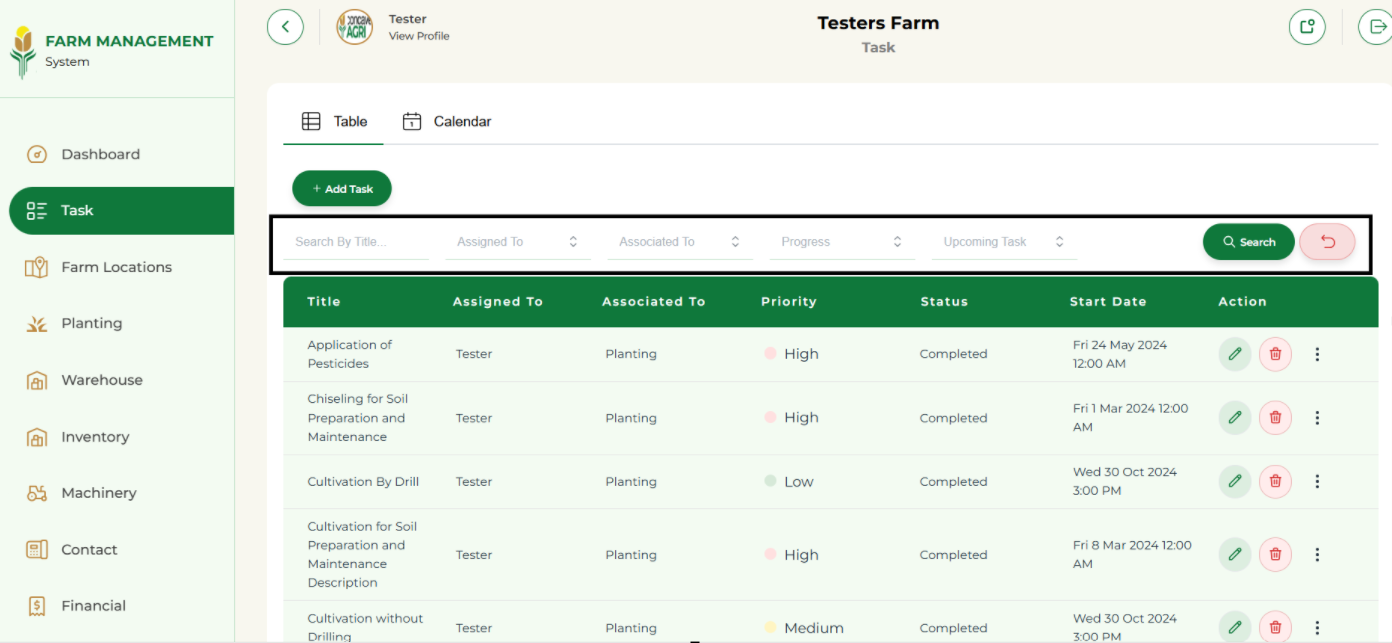 FARM MANAGEMENT
System
Dashboard
Task
Farm Locations
Planting
Warehouse
Inventory
Machinery
Contact
Financial
CONCAVE
AGRI
Tester
View Profile
Testers Farm
Task
Table
1
Calendar
+ Add Task
Search By Title...
Assigned To
Associated To
Progress
Upcoming Task
Search
Title Assigned To Associated To Priority Status Start Date Action
Application of
Pesticides
Tester
Planting
High
Completed
Fri 24 May 2024
12:00 AM
Chiseling for Soil
Preparation and
Maintenance
Tester
Planting
High
Completed
Fri 1 Mar 2024 12:00
AM
Cultivation By Drill
Tester
Planting
Low
Completed
Wed 30 Oct 2024
3:00 PM
Cultivation for Soil
Preparation and
Maintenance
Description
Tester
Planting
High
Completed
Fri 8 Mar 2024 12:00
AM
Cultivation without
Drilling
Tester
Planting
Medium
Completed
Wed 30 Oct 2024
3:00 PM